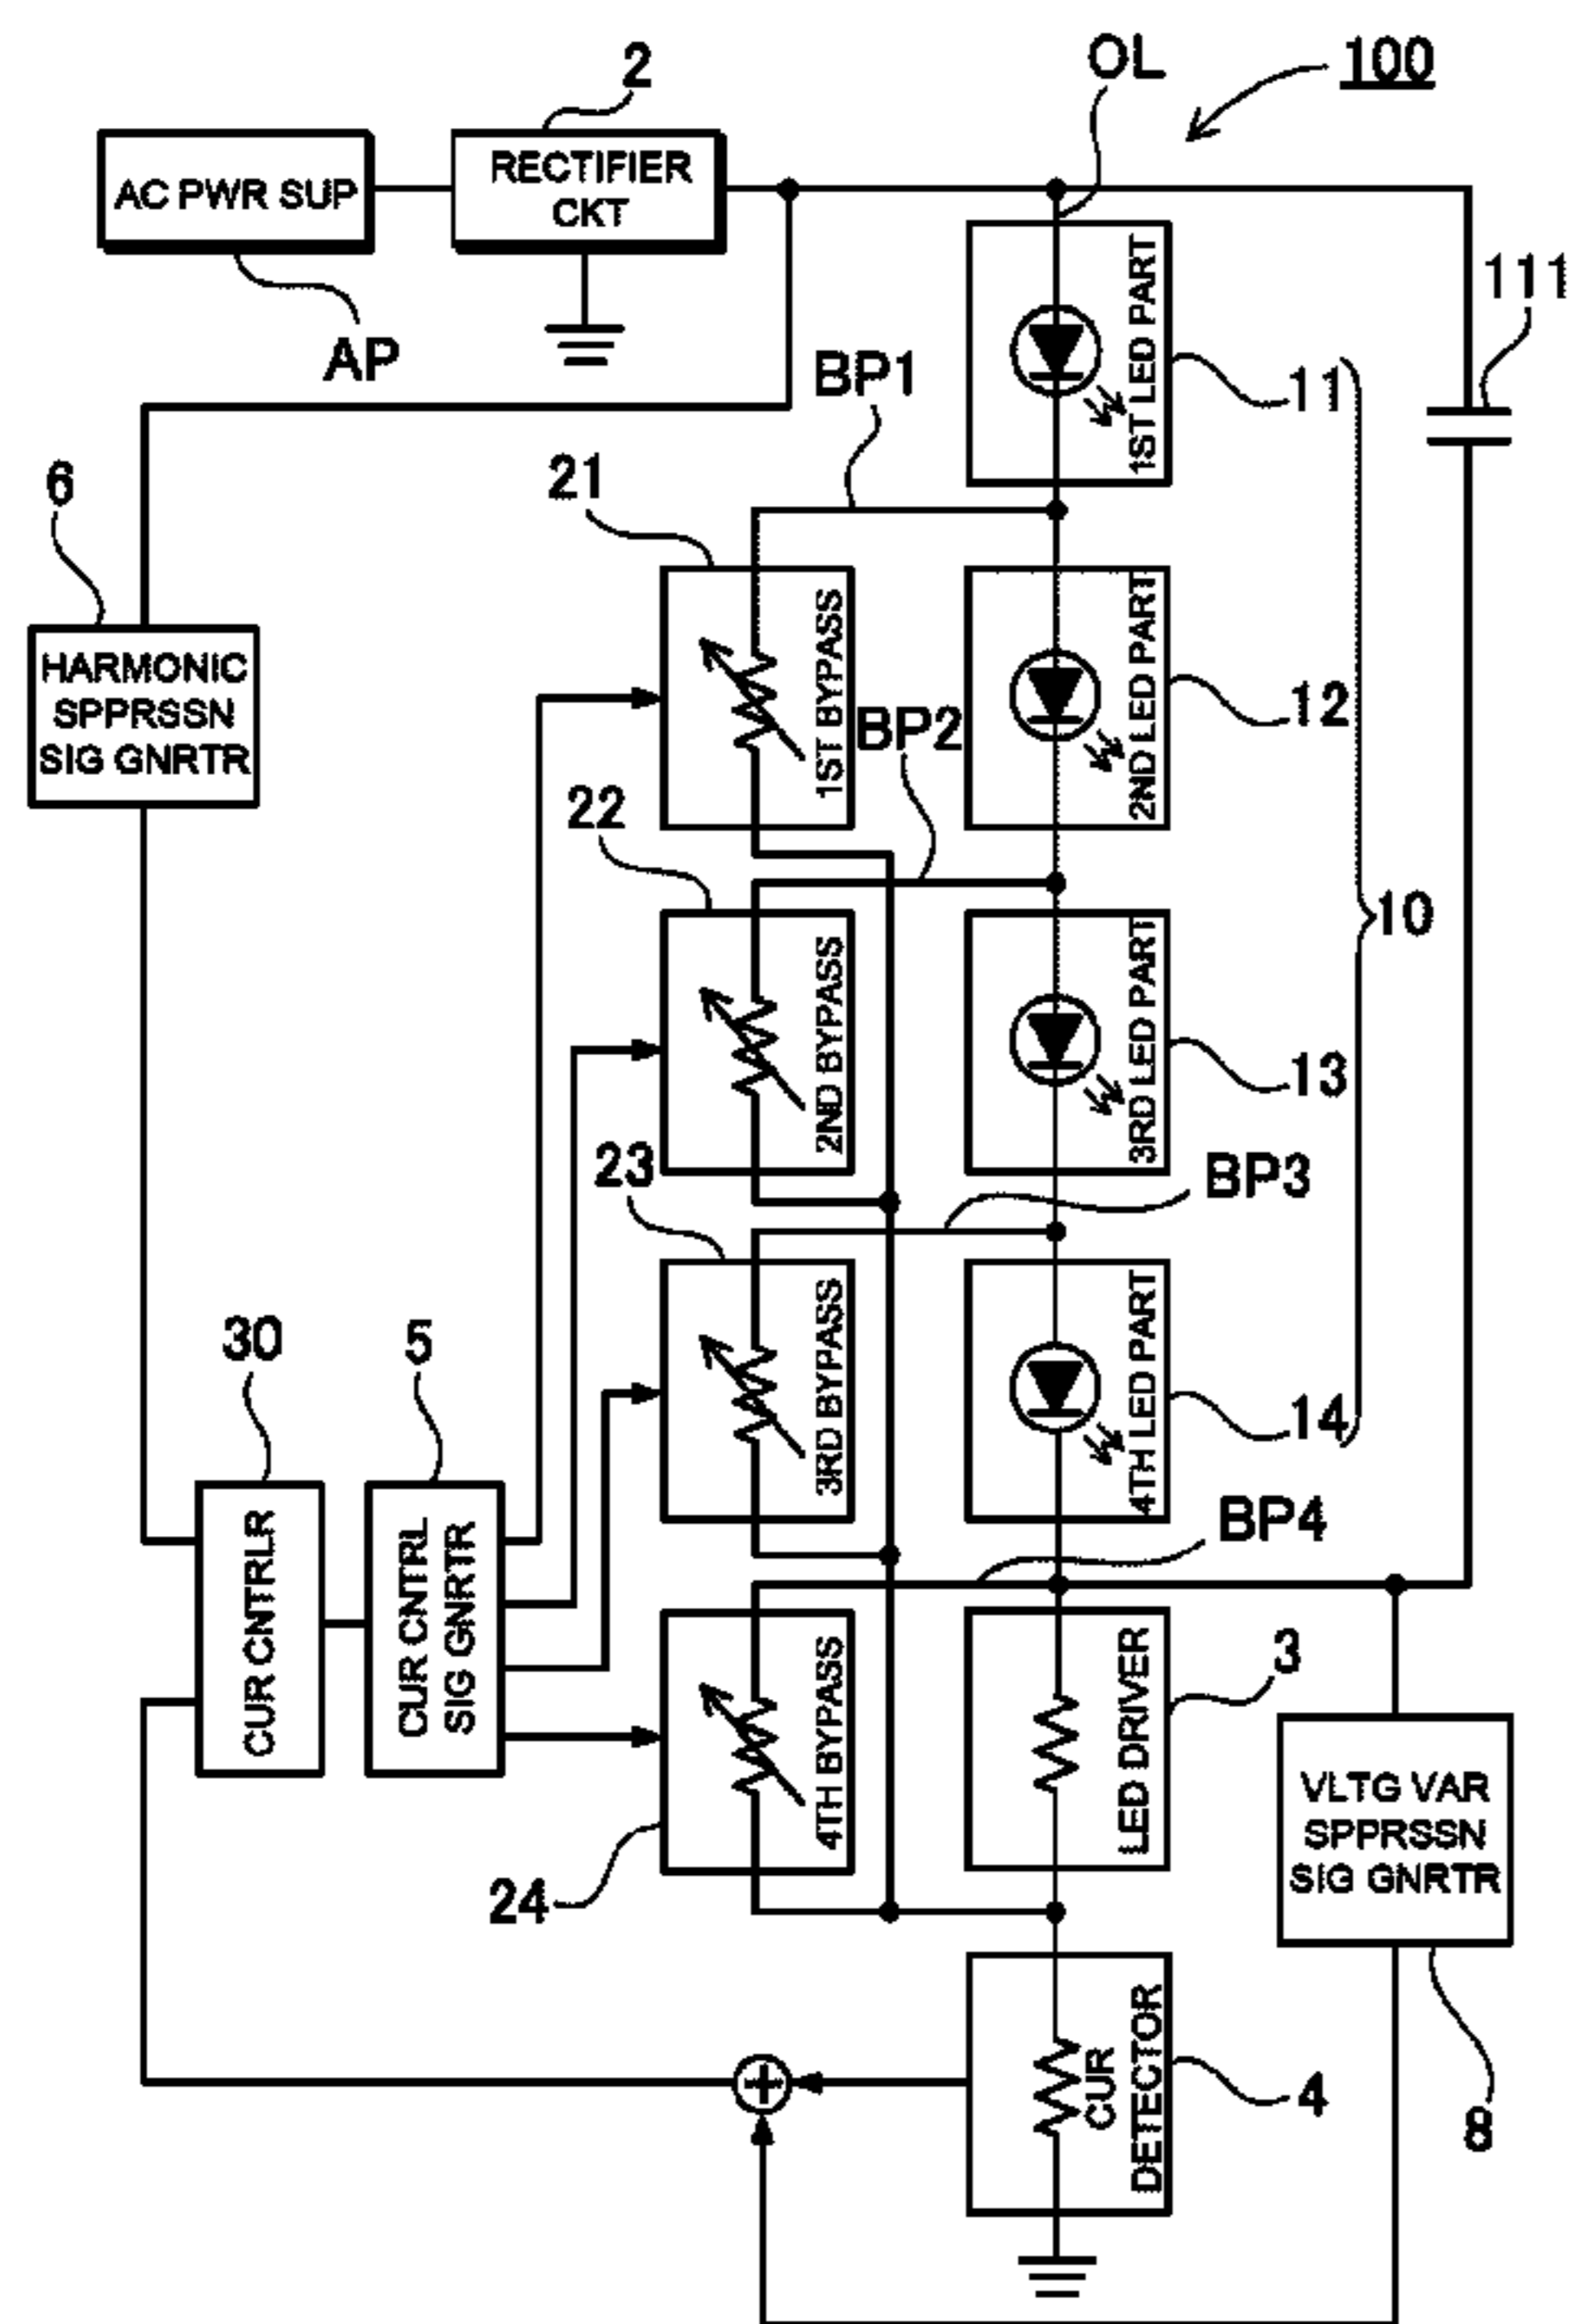 OL
100
2
AC PWR SUP
RECTIFIER
CKT
AP
111
BP1
1ST LED PART
11
6
21
HARMONIC
SPPRSSN
SIG GNRTR
1ST BYPASS
2ND LED PART
12
BP2
22
10
2ND BYPASS
3RD LED PART
13
23
BP3
30
5
3RD BYPASS
4TH LED PART
14
BP4
CUR CNTRLR
CUR CNTRL
SIG GNRTR
4TH BYPASS
LED DRIVER
3
VLTG VAR
SPPRSSN
SIG GNRTR
24
CUR
DETECTOR
4
8